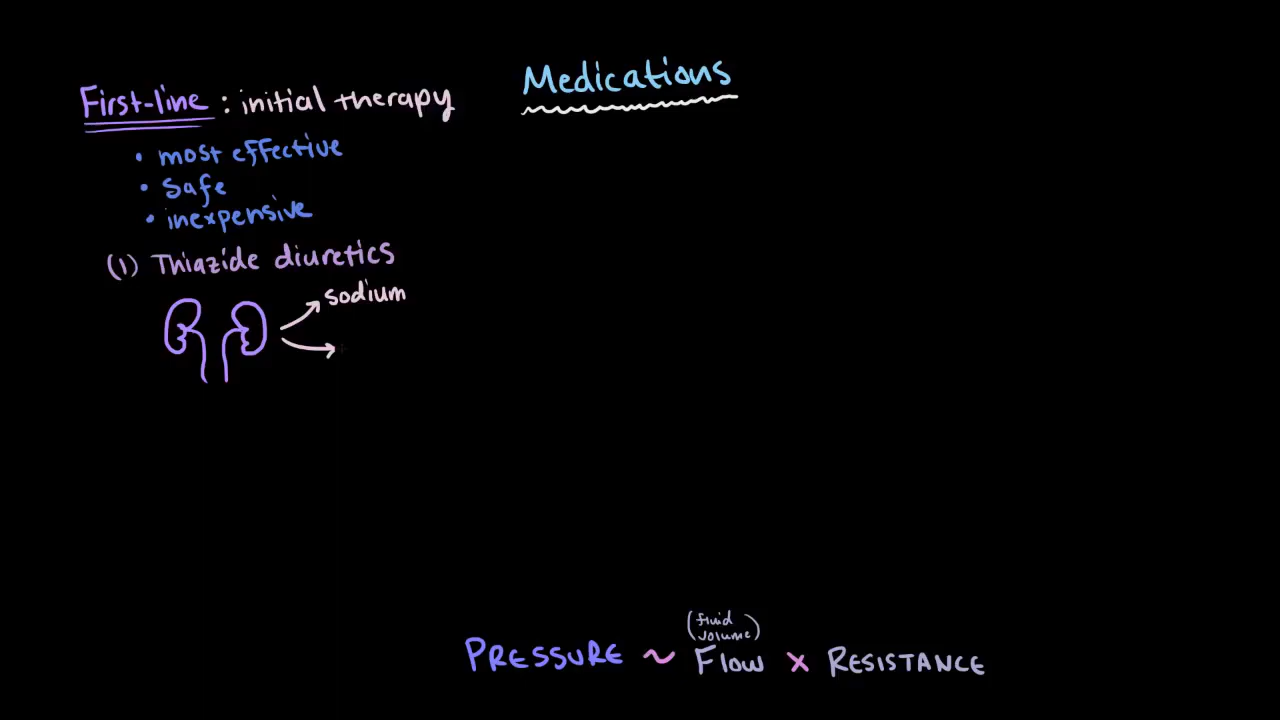 Medications
First-line : initial therapy
• most effective
• safe
• inexpensive
(1) Thiazide diuretics
sodium
(fluid
volume)
PRESSURE ~ Flow x RESISTANCE